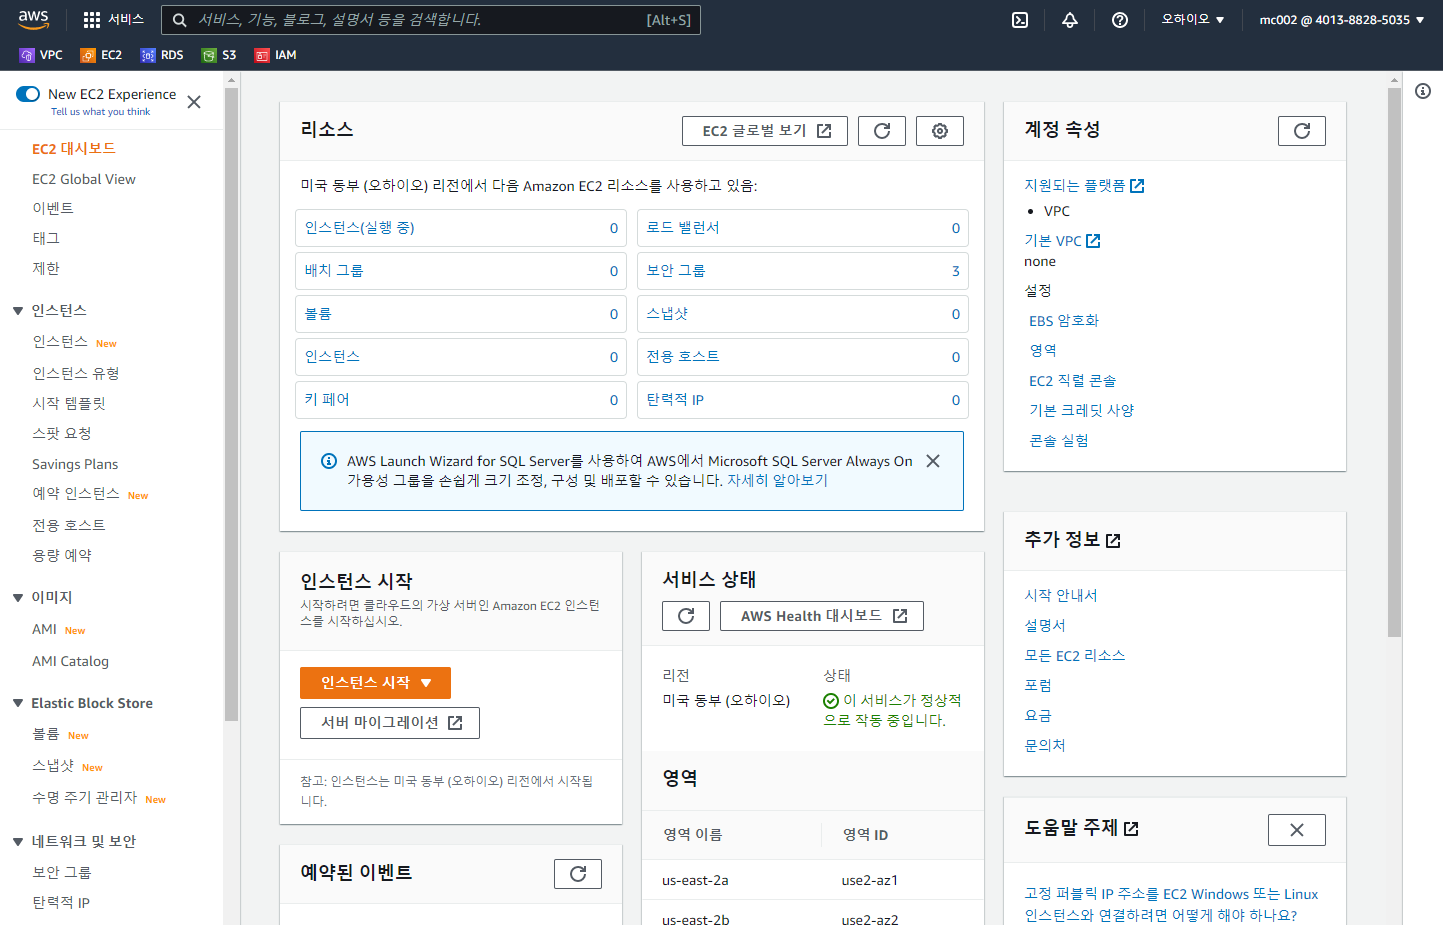 aws
서비스
서비스, 기능, 블로그, 설명서 등을 검색합니다.
[Alt+S]
오하이오 ▼
mc002 @ 4013-8828-5035 ▼
VPC
EC2
RDS
S3
IAM
New EC2 Experience
Tell us what you think
EC2 대시보드
EC2 Global View
이벤트
태그
제한
인스턴스
인스턴스 New
인스턴스 유형
시작 템플릿
스팟 요청
Savings Plans
예약 인스턴스 New
전용 호스트
용량 예약
이미지
AMI New
AMI Catalog
Elastic Block Store
볼륨 New
스냅샷 New
수명 주기 관리자 New
네트워크 및 보안
보안 그룹
탄력적 IP
리소스
EC2 글로벌 보기
미국 동부 (오하이오) 리전에서 다음 Amazon EC2 리소스를 사용하고 있음:
인스턴스(실행 중) 0
로드 밸런서 0
배치 그룹 0
보안 그룹 3
볼륨 0
스냅샷 0
인스턴스 0
전용 호스트 0
키 페어 0
탄력적 IP 0
AWS Launch Wizard for SQL Server를 사용하여 AWS에서 Microsoft SQL Server Always On
가용성 그룹을 손쉽게 크기 조정, 구성 및 배포할 수 있습니다. 자세히 알아보기
인스턴스 시작
시작하려면 클라우드의 가상 서버인 Amazon EC2 인스턴
스를 시작하십시오.
인스턴스 시작 ▼
서버 마이그레이션
참고: 인스턴스는 미국 동부 (오하이오) 리전에서 시작됩
니다.
예약된 이벤트
서비스 상태
AWS Health 대시보드
리전
상태
미국 동부 (오하이오)
이 서비스가 정상적
으로 작동 중입니다.
영역
영역 이름
영역 ID
us-east-2a
use2-az1
us-east-2b
use2-az2
계정 속성
지원되는 플랫폼
• VPC
기본 VPC
none
설정
EBS 암호화
영역
EC2 직렬 콘솔
기본 크레딧 사양
콘솔 실험
추가 정보
시작 안내서
설명서
모든 EC2 리소스
포럼
요금
문의처
도움말 주제
고정 퍼블릭 IP 주소를 EC2 Windows 또는 Linux
인스턴스와 연결하려면 어떻게 해야 하나요?